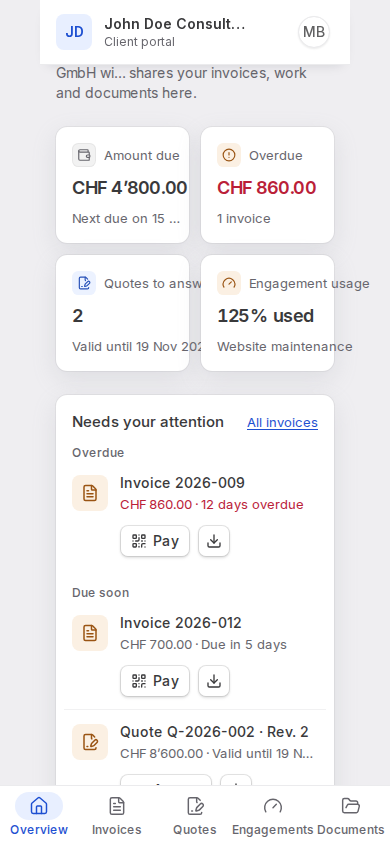 JD
John Doe Consult…
Client portal
MB
GmbH wi… shares your invoices, work
and documents here.
Amount due
CHF 4’800.00
Next due on 15 …
Overdue
CHF 860.00
1 invoice
Quotes to answ
2
Valid until 19 Nov 202
Engagement usage
125% used
Website maintenance
Needs your attention
All invoices
Overdue
Invoice 2026-009
CHF 860.00 · 12 days overdue
Pay
Due soon
Invoice 2026-012
CHF 700.00 · Due in 5 days
Pay
Quote Q-2026-002 · Rev. 2
CHF 8’600.00 · Valid until 19 N…
Overview
Invoices
Quotes
Engagements
Documents